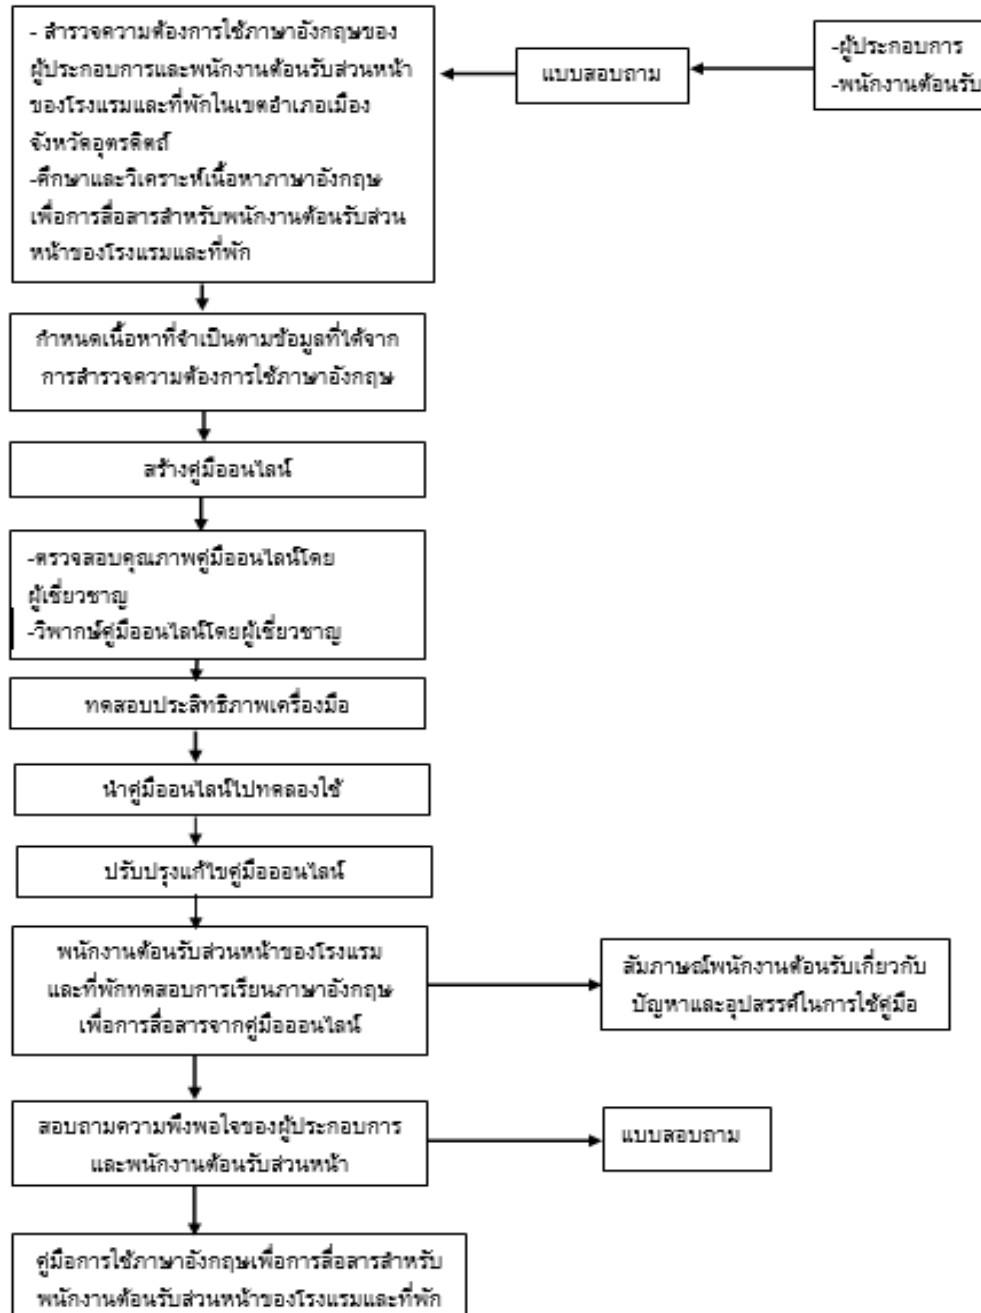 - สำรวจความต้องการใช้ภาษาอังกฤษของ
ผู้ประกอบการและพนักงานต้อนรับส่วนหน้า
ของโรงแรมและที่พักในเขตอำเภอเมือง
จังหวัดอุตรดิตถ์
-ศึกษาและวิเคราะห์เนื้อหาภาษาอังกฤษ
เพื่อการสื่อสารสำหรับพนักงานต้อนรับส่วน
หน้าของโรงแรมและที่พัก
แบบสอบถาม
-ผู้ประกอบการ
-พนักงานต้อนรับ
กำหนดเนื้อหาที่จำเป็นตามข้อมูลที่ได้จาก
การสำรวจความต้องการใช้ภาษาอังกฤษ
สร้างคู่มือออนไลน์
-ตรวจสอบคุณภาพคู่มือออนไลน์โดย
ผู้เชี่ยวชาญ
-วิพากษ์คู่มือออนไลน์โดยผู้เชี่ยวชาญ
ทดสอบประสิทธิภาพเครื่องมือ
นำคู่มือออนไลน์ไปทดลองใช้
ปรับปรุงแก้ไขคู่มือออนไลน์
พนักงานต้อนรับส่วนหน้าของโรงแรม
และที่พักทดสอบการเรียนภาษาอังกฤษ
เพื่อการสื่อสารจากคู่มือออนไลน์
สัมภาษณ์พนักงานต้อนรับเกี่ยวกับ
ปัญหาและอุปสรรค์ในการใช้คู่มือ
สอบถามความพึงพอใจของผู้ประกอบการ
และพนักงานต้อนรับส่วนหน้า
แบบสอบถาม
คู่มือการใช้ภาษาอังกฤษเพื่อการสื่อสารสำหรับ
พนักงานต้อนรับส่วนหน้าของโรงแรมและที่พัก